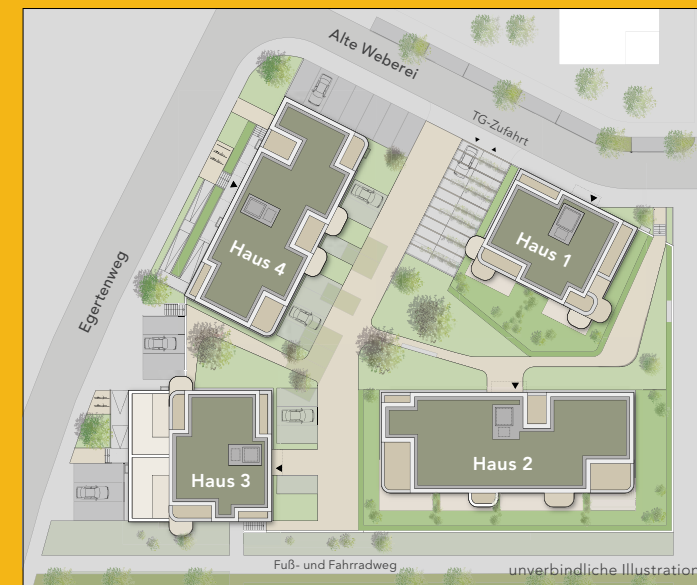 Alte Weberei
TG-Zufahrt
Egertenweg
Haus 4
Haus 1
Haus 3
Haus 2
Fuß- und Fahrradweg
unverbindliche Illustration